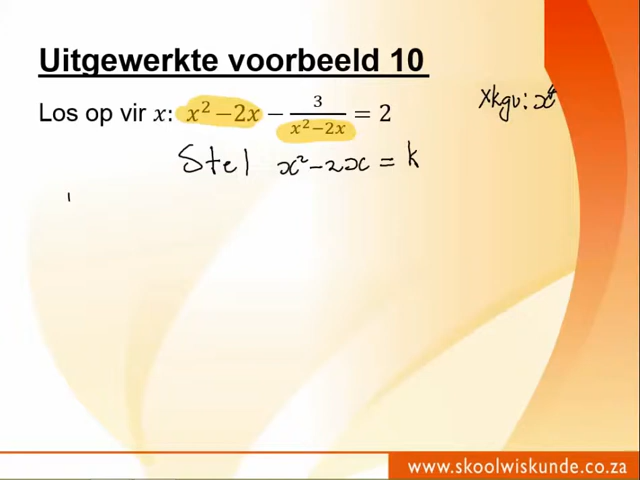 Uitgewerkte voorbeeld 10
Los op vir x: x² − 2x − 3/(x² − 2x) = 2
xkgv: x⁴
Stel x² − 2x = k
www.skoolwiskunde.co.za